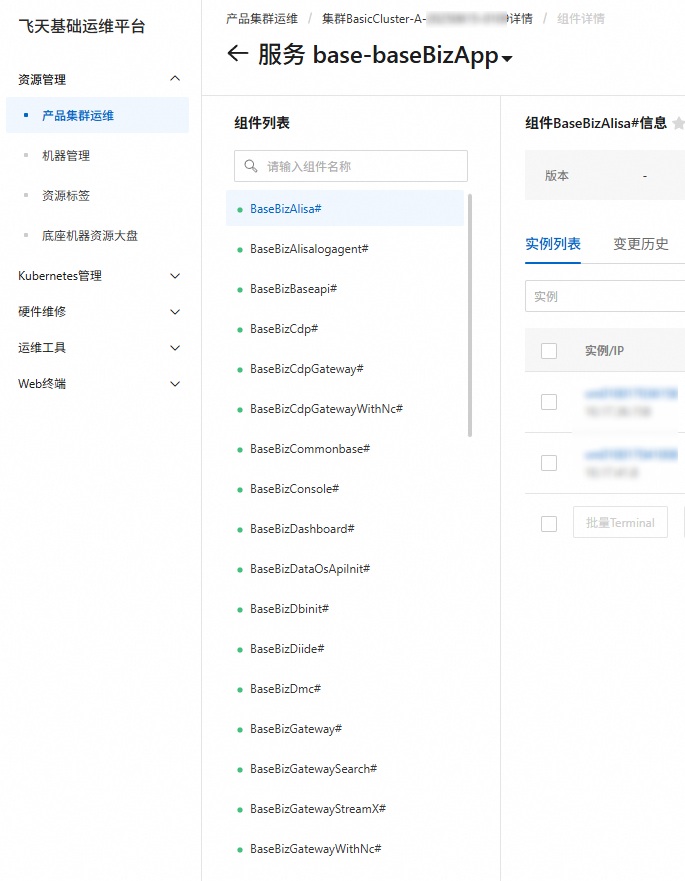 飞天基础运维平台
资源管理
产品集群运维
机器管理
资源标签
底座机器资源大盘
Kubernetes管理
硬件维修
运维工具
Web终端
产品集群运维 / 集群BasicCluster-A- 详情 / 组件详情
服务 base-baseBizApp
组件列表
请输入组件名称
BaseBizAlisa#
BaseBizAlisalogagent#
BaseBizBaseapi#
BaseBizCdp#
BaseBizCdpGateway#
BaseBizCdpGatewayWithNc#
BaseBizCommonbase#
BaseBizConsole#
BaseBizDashboard#
BaseBizDataOsApiInit#
BaseBizDbinit#
BaseBizDiide#
BaseBizDmc#
BaseBizGateway#
BaseBizGatewaySearch#
BaseBizGatewayStreamX#
BaseBizGatewayWithNc#
组件BaseBizAlisa#信息
版本 -
实例列表 变更历史
实例
实例/IP
批量Terminal